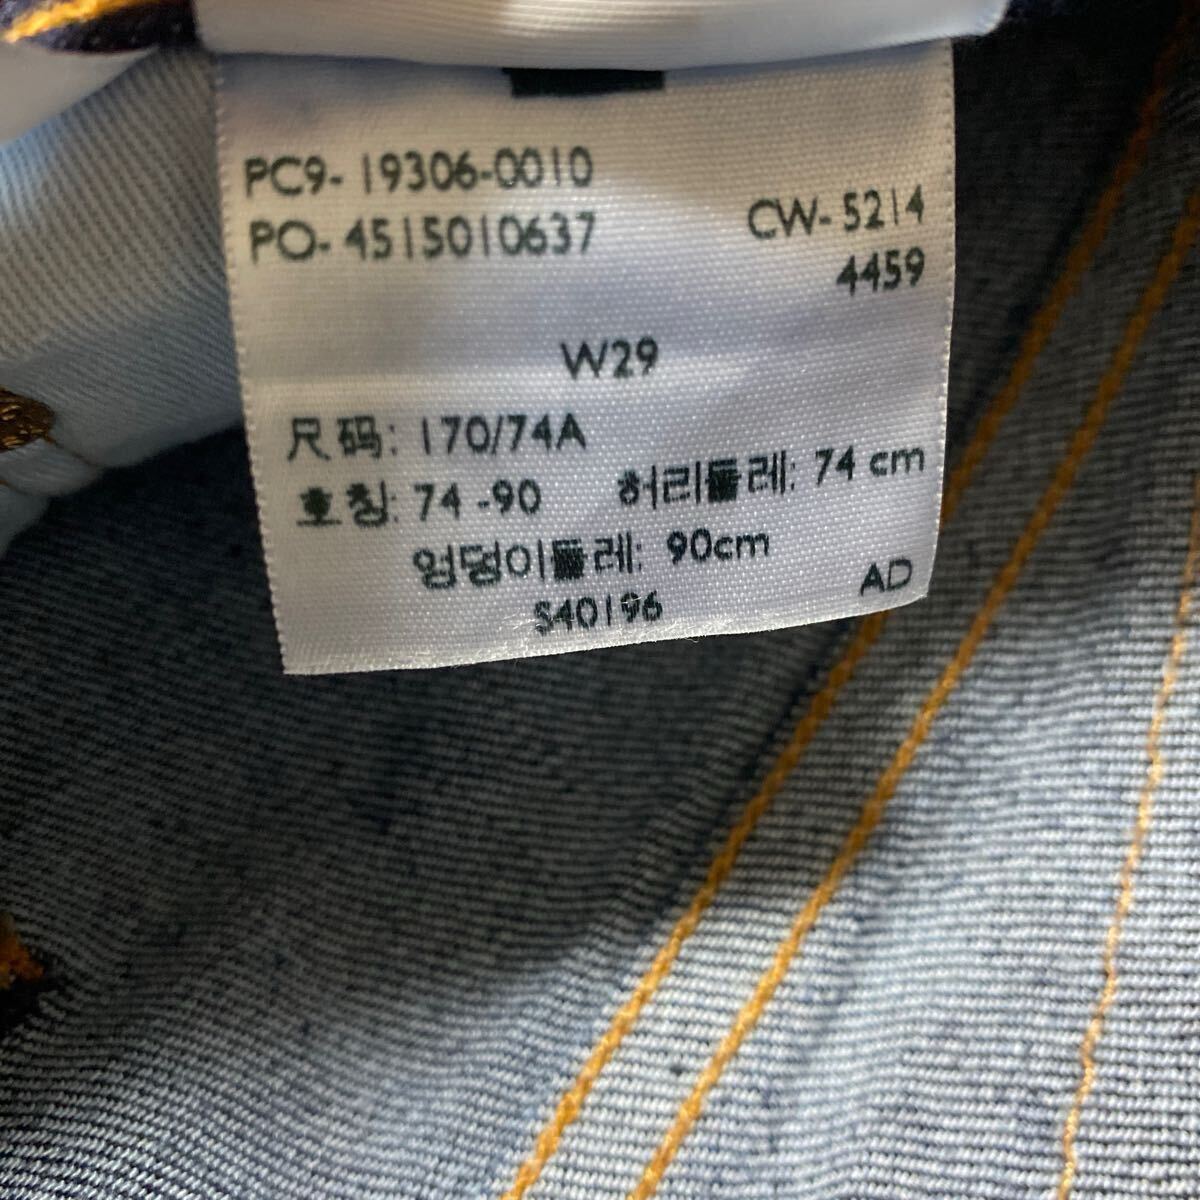 PC9-19306-0010
PO-4515010637
CW-5214
4459
W29
尺码: 170/74A
호칭: 74 -90 허리둘레: 74 cm
엉덩이둘레: 90cm
S40196
AD